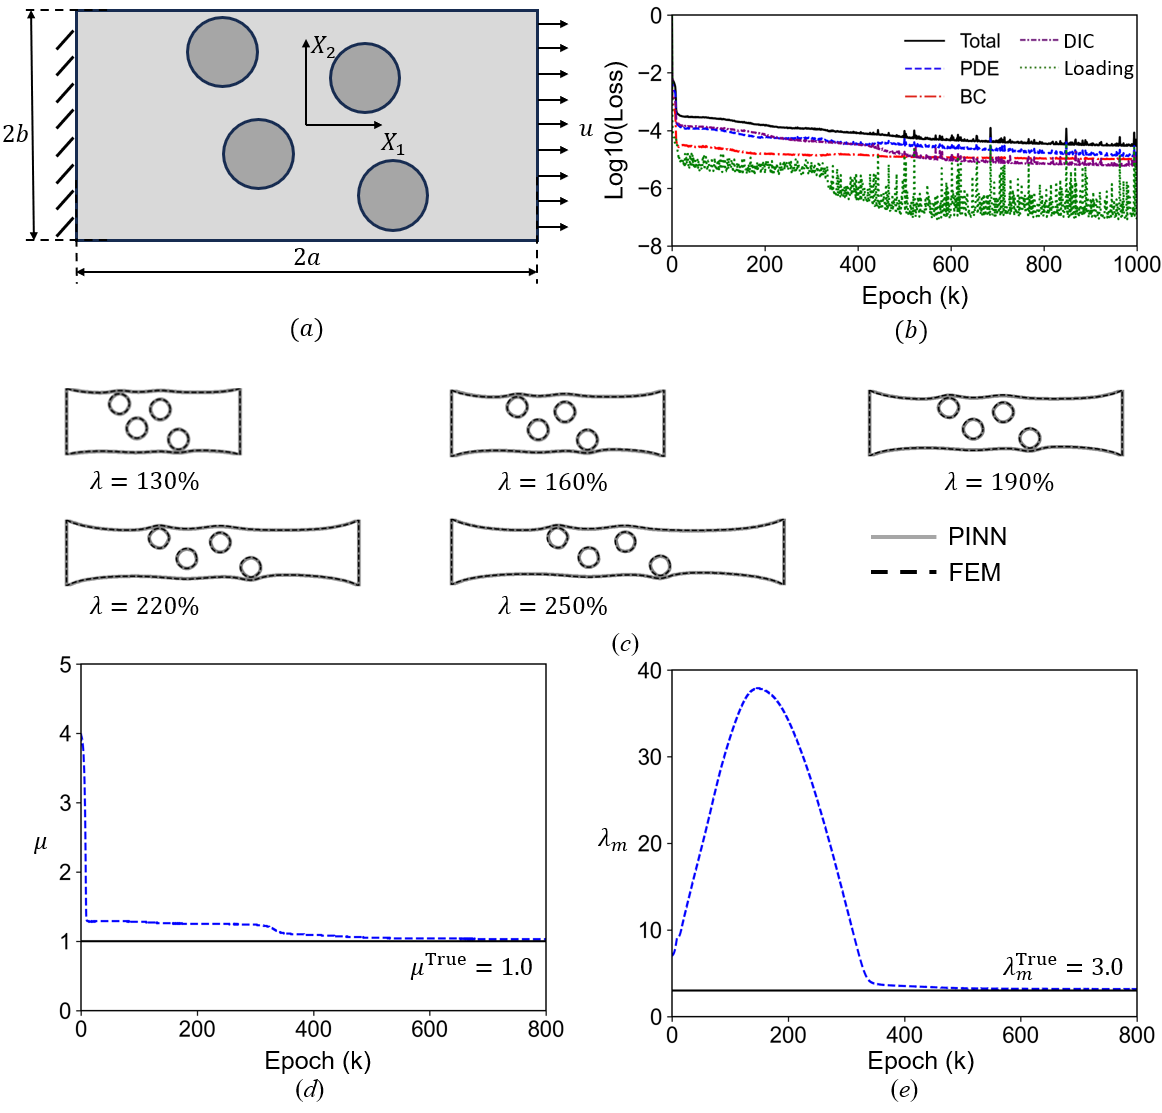 2b
X₂
X₁
u
2a
(a)
0
−2
−4
−6
−8
Log10(Loss)
Total
PDE
BC
DIC
Loading
0
200
400
600
800
1000
Epoch (k)
(b)
λ = 130%
λ = 160%
λ = 190%
λ = 220%
λ = 250%
PINN
FEM
(c)
5
4
3
2
1
0
μ
μ^True = 1.0
0
200
400
600
800
Epoch (k)
(d)
40
30
20
10
0
λₘ
λₘ^True = 3.0
0
200
400
600
800
Epoch (k)
(e)